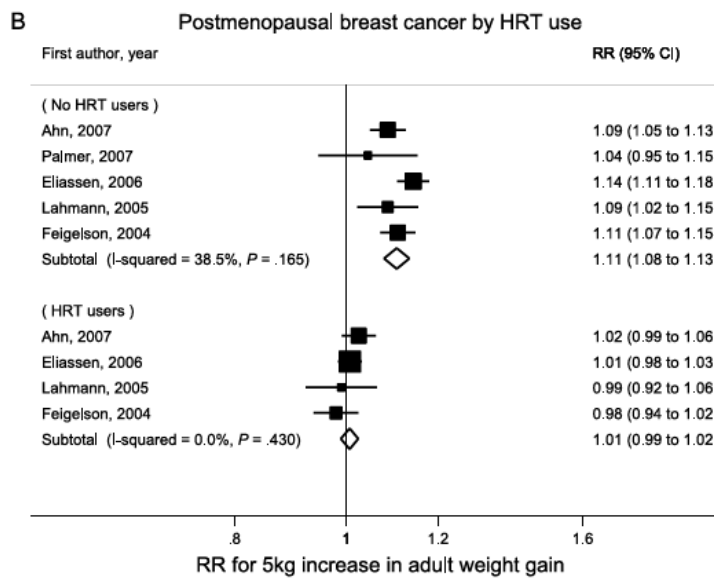 B
Postmenopausal breast cancer by HRT use
First author, year RR (95% CI)
( No HRT users )
Ahn, 2007 1.09 (1.05 to 1.13
Palmer, 2007 1.04 (0.95 to 1.15
Eliassen, 2006 1.14 (1.11 to 1.18
Lahmann, 2005 1.09 (1.02 to 1.15
Feigelson, 2004 1.11 (1.07 to 1.15
Subtotal (I-squared = 38.5%, P = .165) 1.11 (1.08 to 1.13
( HRT users )
Ahn, 2007 1.02 (0.99 to 1.06
Eliassen, 2006 1.01 (0.98 to 1.03
Lahmann, 2005 0.99 (0.92 to 1.06
Feigelson, 2004 0.98 (0.94 to 1.02
Subtotal (I-squared = 0.0%, P = .430) 1.01 (0.99 to 1.02
.8 1 1.2 1.6
RR for 5kg increase in adult weight gain